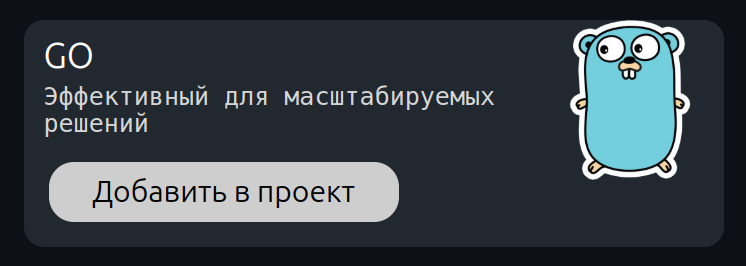 GO
Эффективный для масштабируемых
решений
Добавить в проект